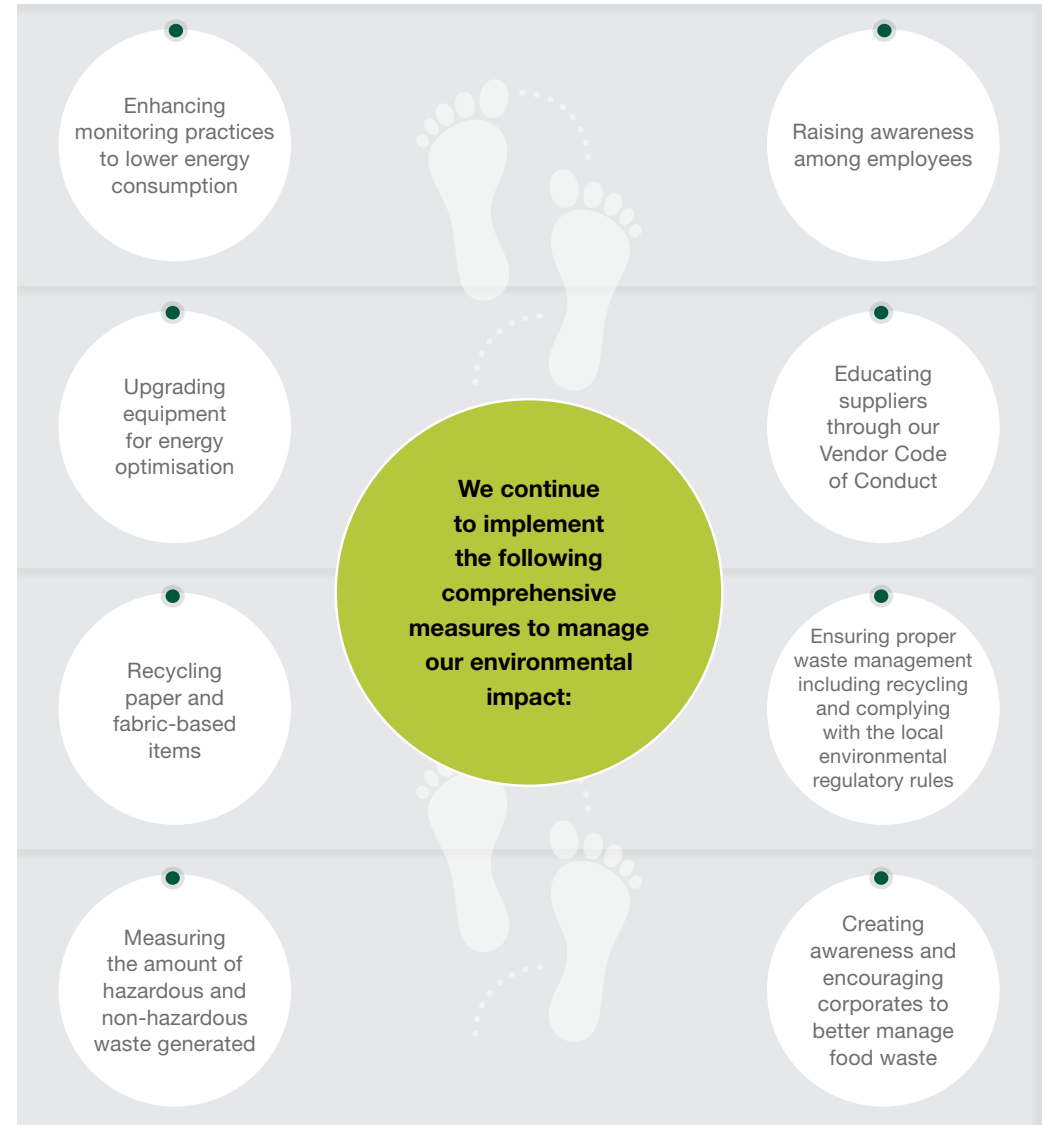 Enhancing
monitoring practices
to lower energy
consumption
Raising awareness
among employees
Upgrading
equipment
for energy
optimisation
Educating
suppliers
through our
Vendor Code
of Conduct
We continue
to implement
the following
comprehensive
measures to manage
our environmental
impact:
Recycling
paper and
fabric-based
items
Ensuring proper
waste management
including recycling
and complying
with the local
environmental
regulatory rules
Measuring
the amount of
hazardous and
non-hazardous
waste generated
Creating
awareness and
encouraging
corporates to
better manage
food waste